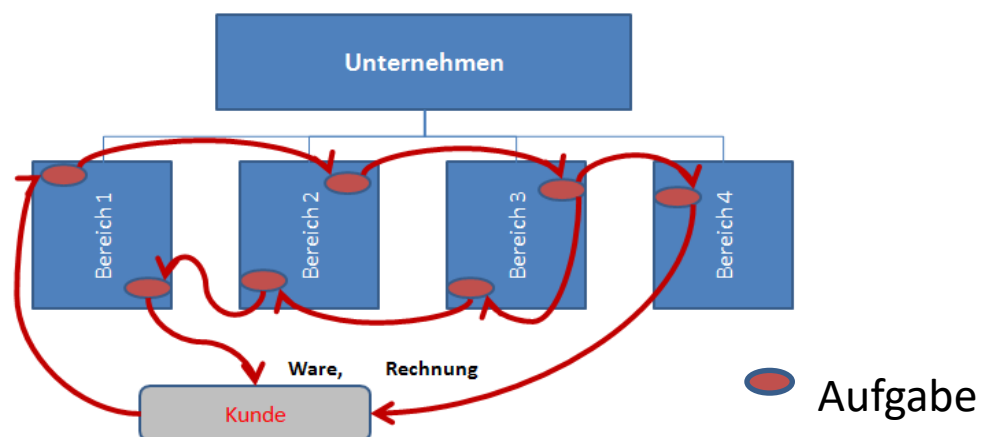 Unternehmen
Bereich 1
Bereich 2
Bereich 3
Bereich 4
Ware, Rechnung
Kunde
Aufgabe